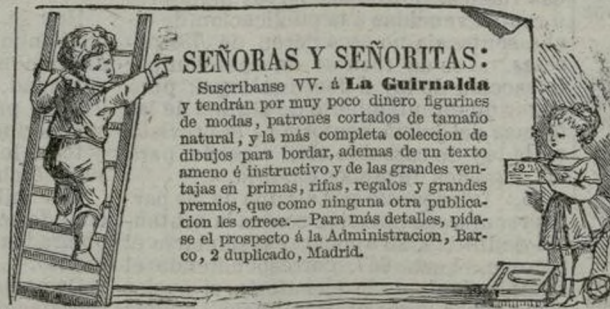 SEÑORAS Y SEÑORITAS:
Suscríbanse VV. á La Guirnalda
y tendrán por muy poco dinero figurines
de modas, patrones cortados de tamaño
natural, y la más completa coleccion de
dibujos para bordar, ademas de un texto
ameno é instructivo y de las grandes ven-
tajas en primas, rifas, regalos y grandes
premios, que como ninguna otra publica-
cion les ofrece.—Para más detalles, pída-
se el prospecto á la Administracion, Bar-
co, 2 duplicado, Madrid.